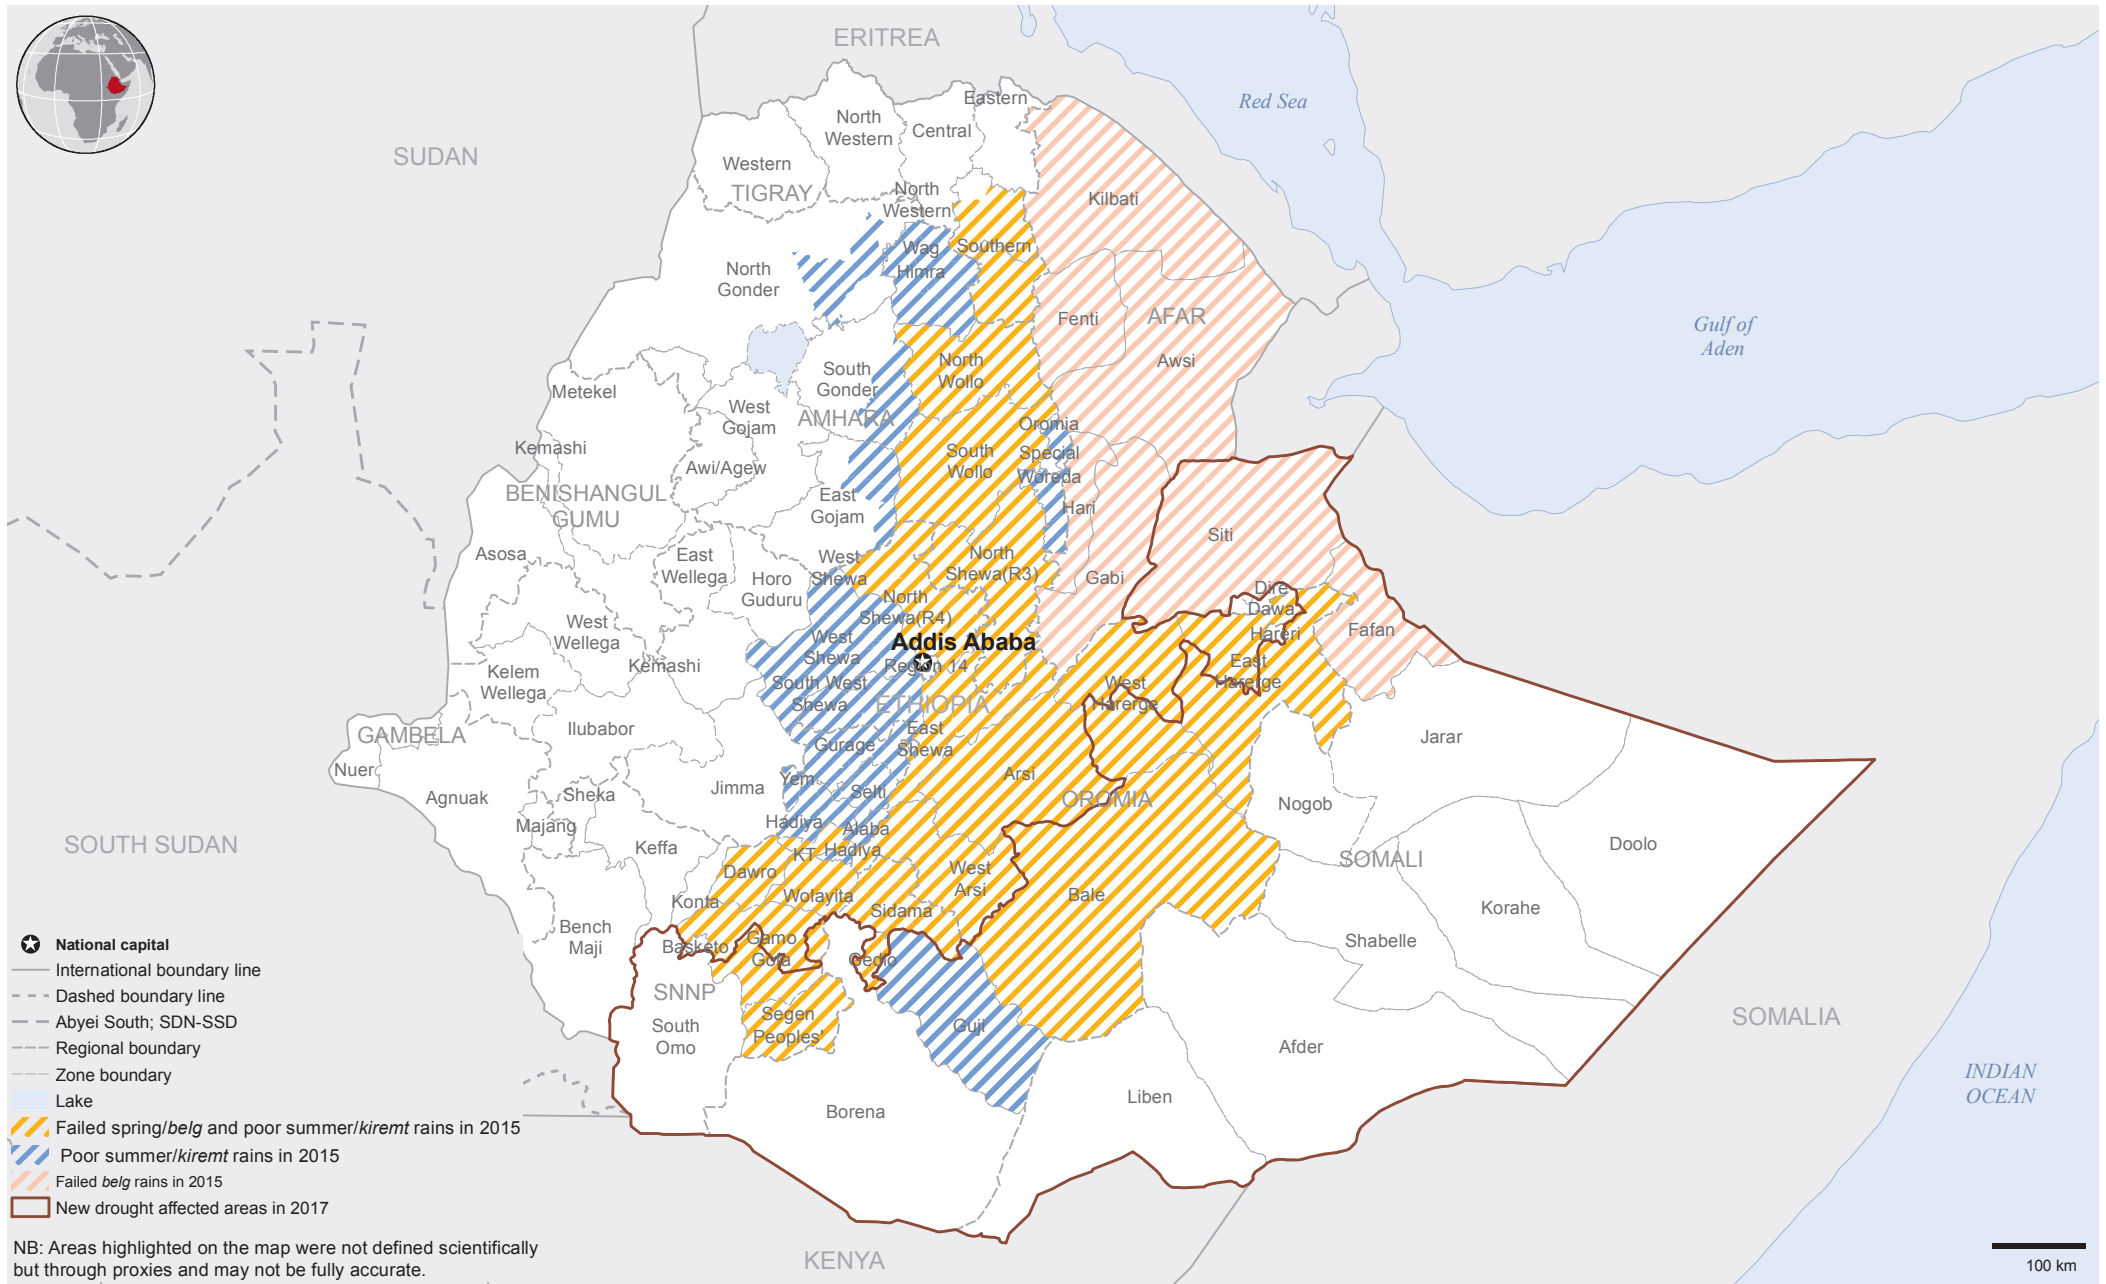 ERITREA
Red Sea
SUDAN
Eastern
North
Western
Central
Western
TIGRAY
North
Western
Kilbati
Wag
Himra
Southern
North
Gonder
Fenti
AFAR
Awsi
Gulf of
Aden
North
Wollo
South
Gonder
Metekel
West
Gojam
AMHARA
Oromia
Special
Woreda
South
Wollo
Kemashi
Awi/Agew
BENISHANGUL
GUMU
East
Gojam
Hari
Siti
Asosa
East
Wellega
West
Shewa
North
Shewa(R3)
Horo
Guduru
Gabi
Dire
Dawa
North
Shewa(R4)
West
Wellega
West
Shewa
Addis Ababa
Region 14
Hareri
Fafan
Kemashi
Kelem
Wellega
South West
Shewa
ETHIOPIA
West
Harerge
East
Harerge
GAMBELA
Ilubabor
Gurage
East
Shewa
Jarar
Nuer
Agnuak
Sheka
Jimma
Yem
Selti
Arsi
OROMIA
Nogob
Majang
Hadiya
Alaba
SOUTH SUDAN
Keffa
KT
Hadiya
SOMALI
Doolo
Dawro
West
Arsi
Bale
Konta
Wolayita
Sidama
Korahe
Bench
Maji
Basketo
Gamo
Gofa
Gedio
Shabelle
SNNP
South
Omo
Segen
Peoples'
Guji
SOMALIA
Afder
Borena
Liben
INDIAN
OCEAN
KENYA
National capital
International boundary line
Dashed boundary line
Abyei South; SDN-SSD
Regional boundary
Zone boundary
Lake
Failed spring/belg and poor summer/kiremt rains in 2015
Poor summer/kiremt rains in 2015
Failed belg rains in 2015
New drought affected areas in 2017
NB: Areas highlighted on the map were not defined scientifically
but through proxies and may not be fully accurate.
100 km